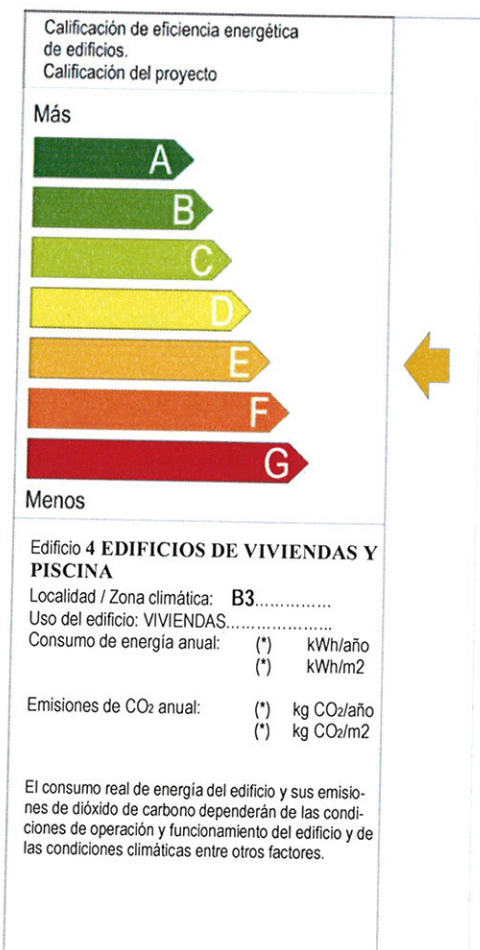 Calificación de eficiencia energética
de edificios.
Calificación del proyecto
Más
A
B
C
D
E
F
G
Menos
Edificio 4 EDIFICIOS DE VIVIENDAS Y
PISCINA
Localidad / Zona climática: B3...............
Uso del edificio: VIVIENDAS.....................
Consumo de energía anual: (*) kWh/año
(*) kWh/m2
Emisiones de CO2 anual: (*) kg CO2/año
(*) kg CO2/m2
El consumo real de energía del edificio y sus emisio-
nes de dióxido de carbono dependerán de las condi-
ciones de operación y funcionamiento del edificio y de
las condiciones climáticas entre otros factores.